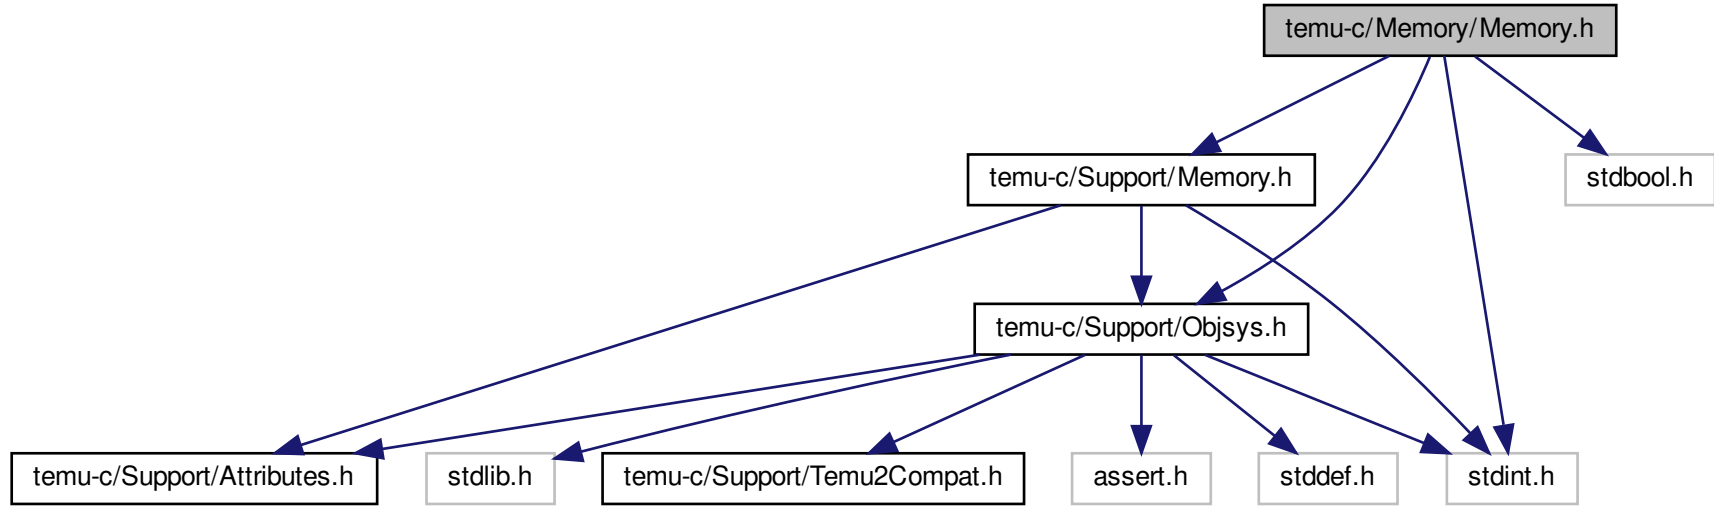 temu-c/Memory/Memory.h
temu-c/Support/Memory.h
stdbool.h
temu-c/Support/Objsys.h
temu-c/Support/Attributes.h
stdlib.h
temu-c/Support/Temu2Compat.h
assert.h
stddef.h
stdint.h